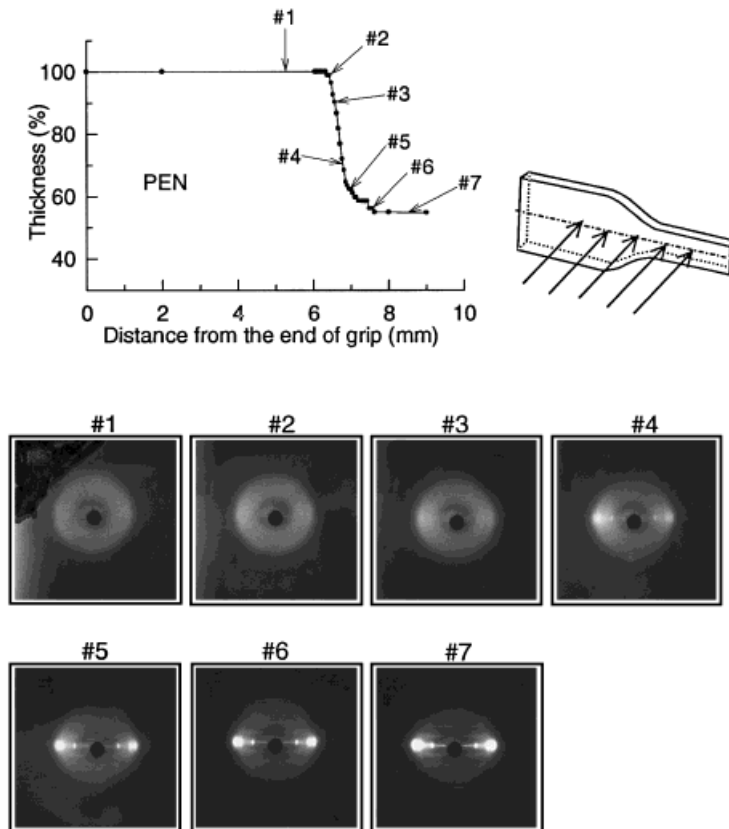 #1
#2
100
#3
80
Thickness (%)
#5
#4
#6
PEN
#7
60
40
0 2 4 6 8 10
Distance from the end of grip (mm)
#1 #2 #3 #4
#5 #6 #7